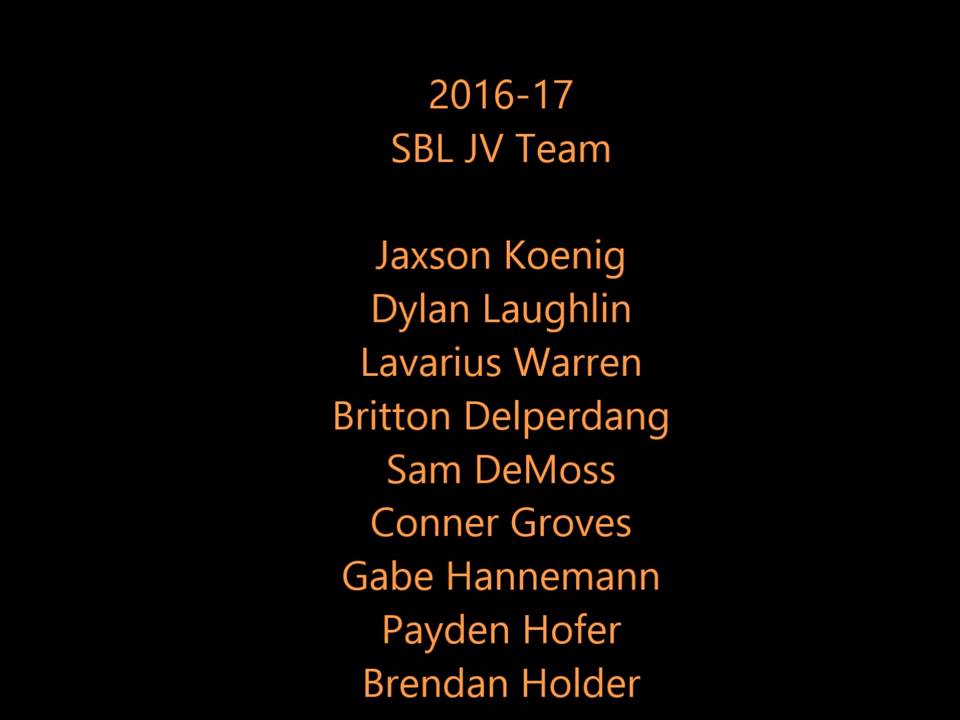 2016-17
SBL JV Team
Jaxson Koenig
Dylan Laughlin
Lavarius Warren
Britton Delperdang
Sam DeMoss
Conner Groves
Gabe Hannemann
Payden Hofer
Brendan Holder